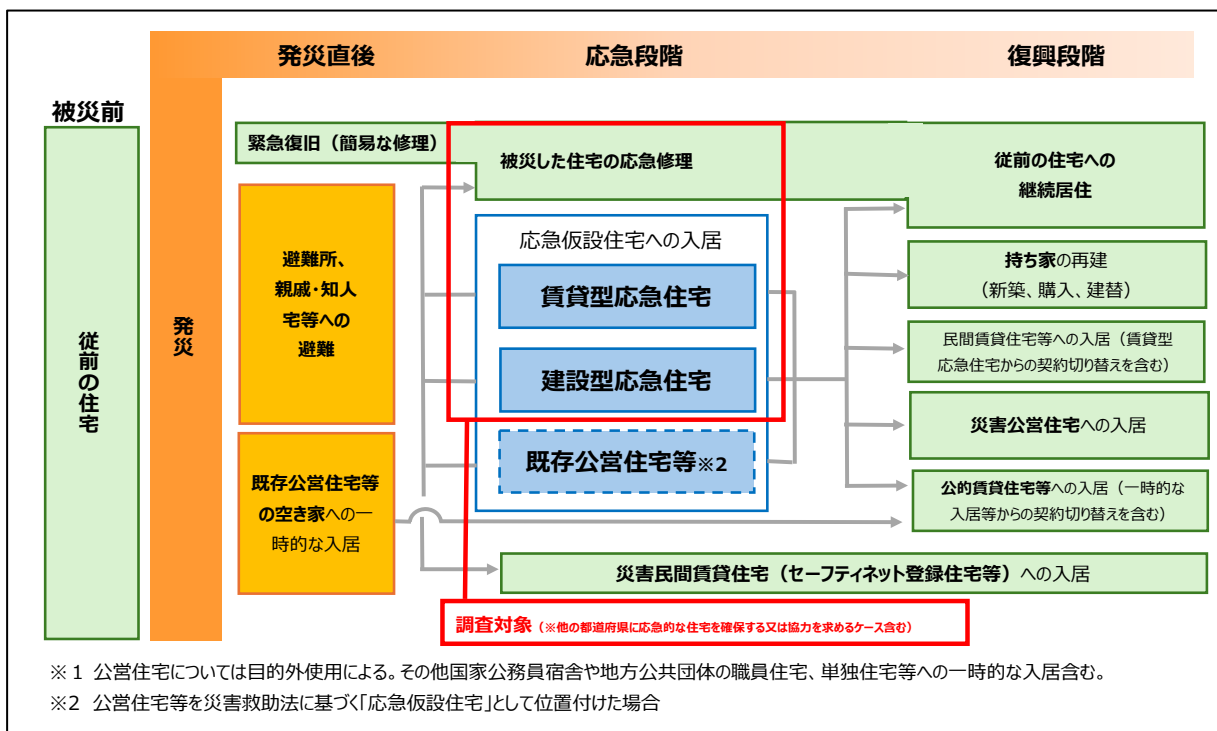 発災直後
応急段階
復興段階
被災前
従前の住宅
発災
緊急復旧（簡易な修理）
被災した住宅の応急修理
従前の住宅への
継続居住
避難所、
親戚・知人
宅等への
避難
応急仮設住宅への入居
賃貸型応急住宅
建設型応急住宅
既存公営住宅等※2
持ち家の再建
（新築、購入、建替）
民間賃貸住宅等への入居（賃貸型
応急住宅からの契約切り替えを含む）
災害公営住宅への入居
既存公営住宅等
の空き家への一
時的な入居
公的賃貸住宅等への入居（一時的な
入居等からの契約切り替えを含む）
災害民間賃貸住宅（セーフティネット登録住宅等）への入居
調査対象（※他の都道府県に応急的な住宅を確保する又は協力を求めるケース含む）
※１ 公営住宅については目的外使用による。その他国家公務員宿舎や地方公共団体の職員住宅、単独住宅等への一時的な入居含む。
※2 公営住宅等を災害救助法に基づく「応急仮設住宅」として位置付けた場合